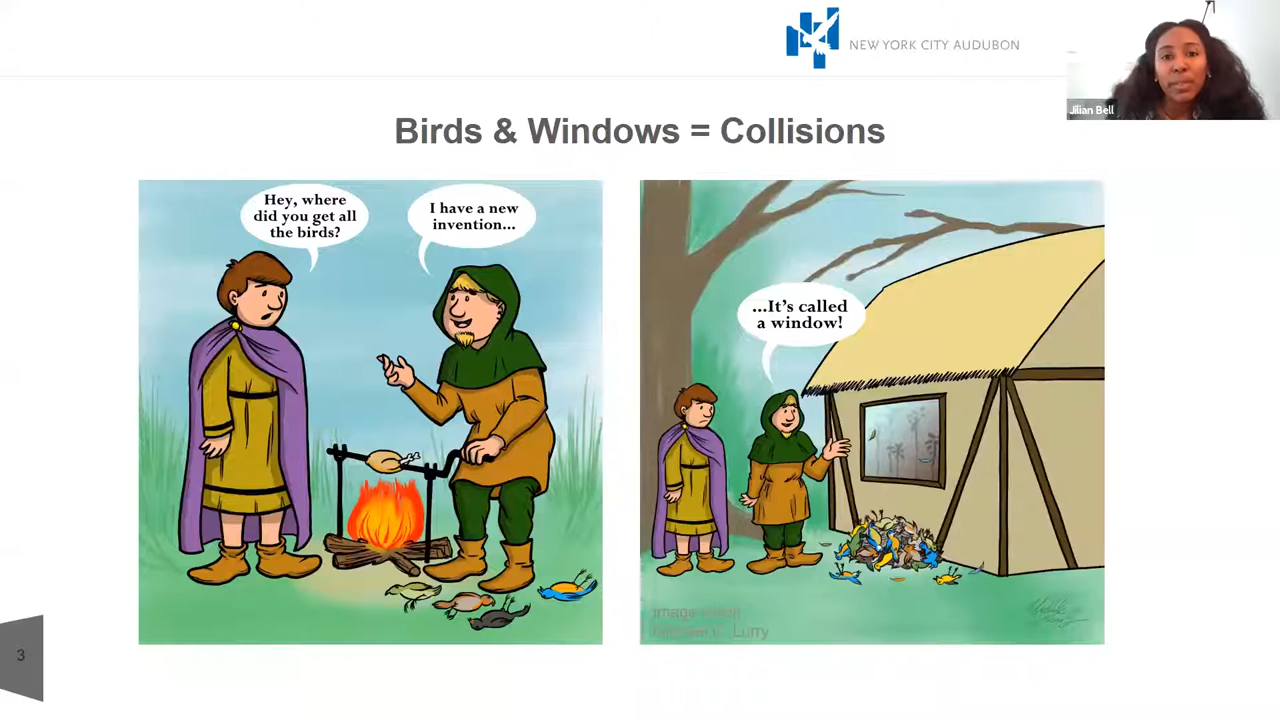 NEW YORK CITY AUDUBON
Jilian Bell
Birds & Windows = Collisions
Hey, where
did you get all
the birds?
I have a new
invention...
...It's called
a window!
Lurry
3